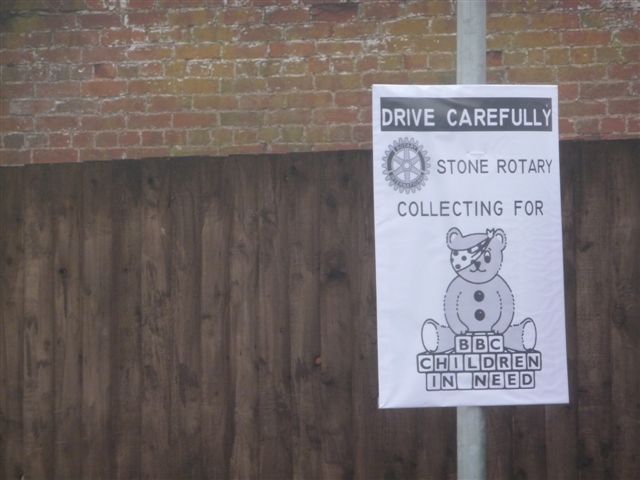 DRIVE CAREFULLY
STONE ROTARY
COLLECTING FOR
BBC
CHILDREN
IN NEED